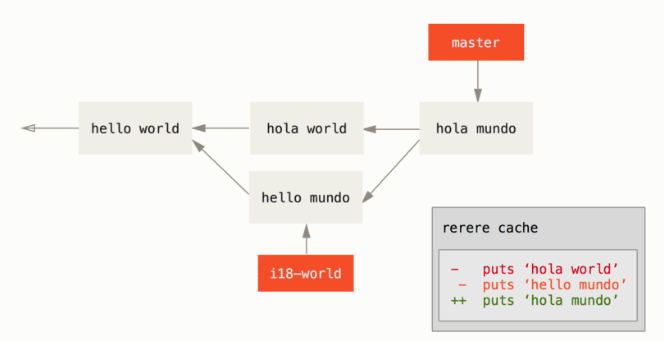 master
hello world
hola world
hola mundo
hello mundo
i18-world
rerere cache
-   puts ‘hola world’
 -  puts ‘hello mundo’
++  puts ‘hola mundo’